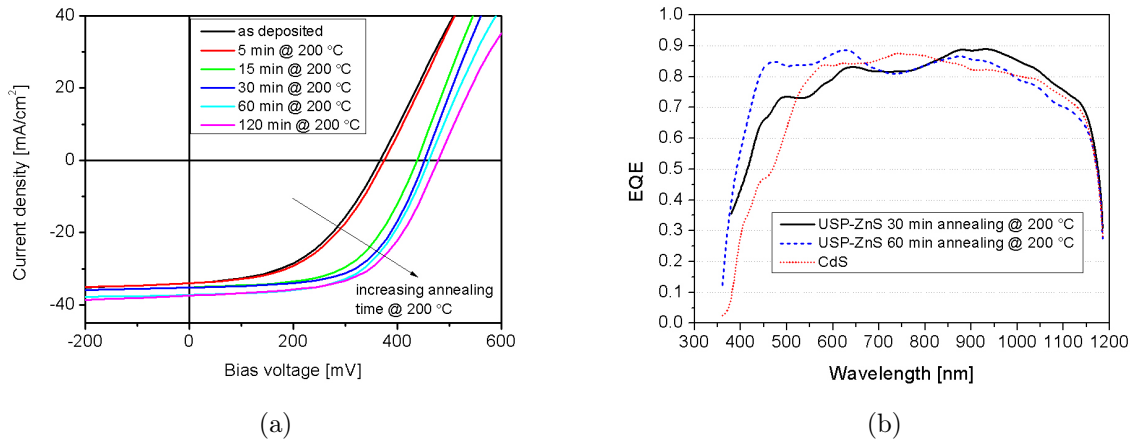 40
20
0
-20
-40
-200
0
200
400
600
Current density [mA/cm²]
Bias voltage [mV]
as deposited
5 min @ 200 °C
15 min @ 200 °C
30 min @ 200 °C
60 min @ 200 °C
120 min @ 200 °C
increasing annealing
time @ 200 °C
(a)
1.0
0.9
0.8
0.7
0.6
0.5
0.4
0.3
0.2
0.1
0.0
300
400
500
600
700
800
900
1000
1100
1200
EQE
Wavelength [nm]
USP-ZnS 30 min annealing @ 200 °C
USP-ZnS 60 min annealing @ 200 °C
CdS
(b)